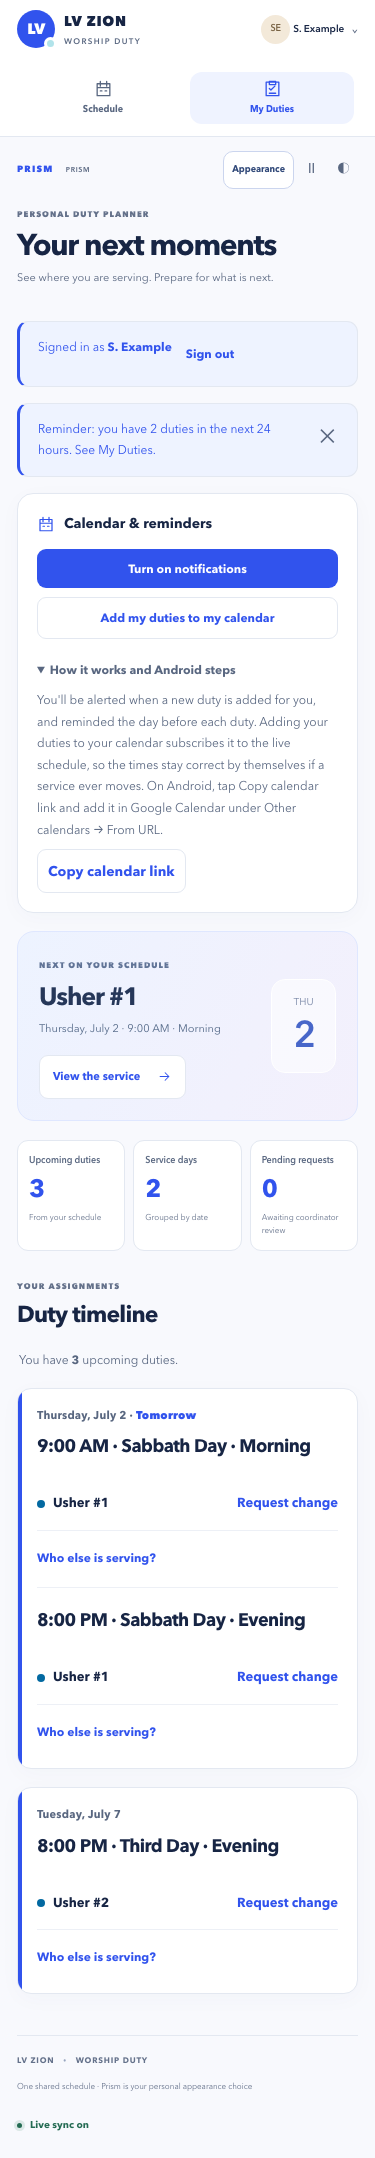 LV
LV ZION
WORSHIP DUTY
SE
S. Example
Schedule
My Duties
PRISM PRISM
Appearance
PERSONAL DUTY PLANNER
Your next moments
See where you are serving. Prepare for what is next.
Signed in as S. Example Sign out
Reminder: you have 2 duties in the next 24
hours. See My Duties.
Calendar & reminders
Turn on notifications
Add my duties to my calendar
▼ How it works and Android steps
You'll be alerted when a new duty is added for you,
and reminded the day before each duty. Adding your
duties to your calendar subscribes it to the live
schedule, so the times stay correct by themselves if a
service ever moves. On Android, tap Copy calendar
link and add it in Google Calendar under Other
calendars → From URL.
Copy calendar link
NEXT ON YOUR SCHEDULE
Usher #1
Thursday, July 2 · 9:00 AM · Morning
View the service →
THU
2
Upcoming duties
3
From your schedule
Service days
2
Grouped by date
Pending requests
0
Awaiting coordinator
review
YOUR ASSIGNMENTS
Duty timeline
You have 3 upcoming duties.
Thursday, July 2 · Tomorrow
9:00 AM · Sabbath Day · Morning
Usher #1 Request change
Who else is serving?
8:00 PM · Sabbath Day · Evening
Usher #1 Request change
Who else is serving?
Tuesday, July 7
8:00 PM · Third Day · Evening
Usher #2 Request change
Who else is serving?
LV ZION · WORSHIP DUTY
One shared schedule · Prism is your personal appearance choice
Live sync on